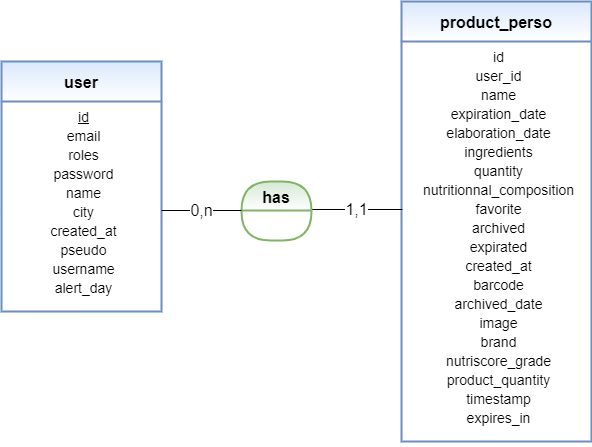 user
id
email
roles
password
name
city
created_at
pseudo
username
alert_day
0,n
has
1,1
product_perso
id
user_id
name
expiration_date
elaboration_date
ingredients
quantity
nutritionnal_composition
favorite
archived
expirated
created_at
barcode
archived_date
image
brand
nutriscore_grade
product_quantity
timestamp
expires_in